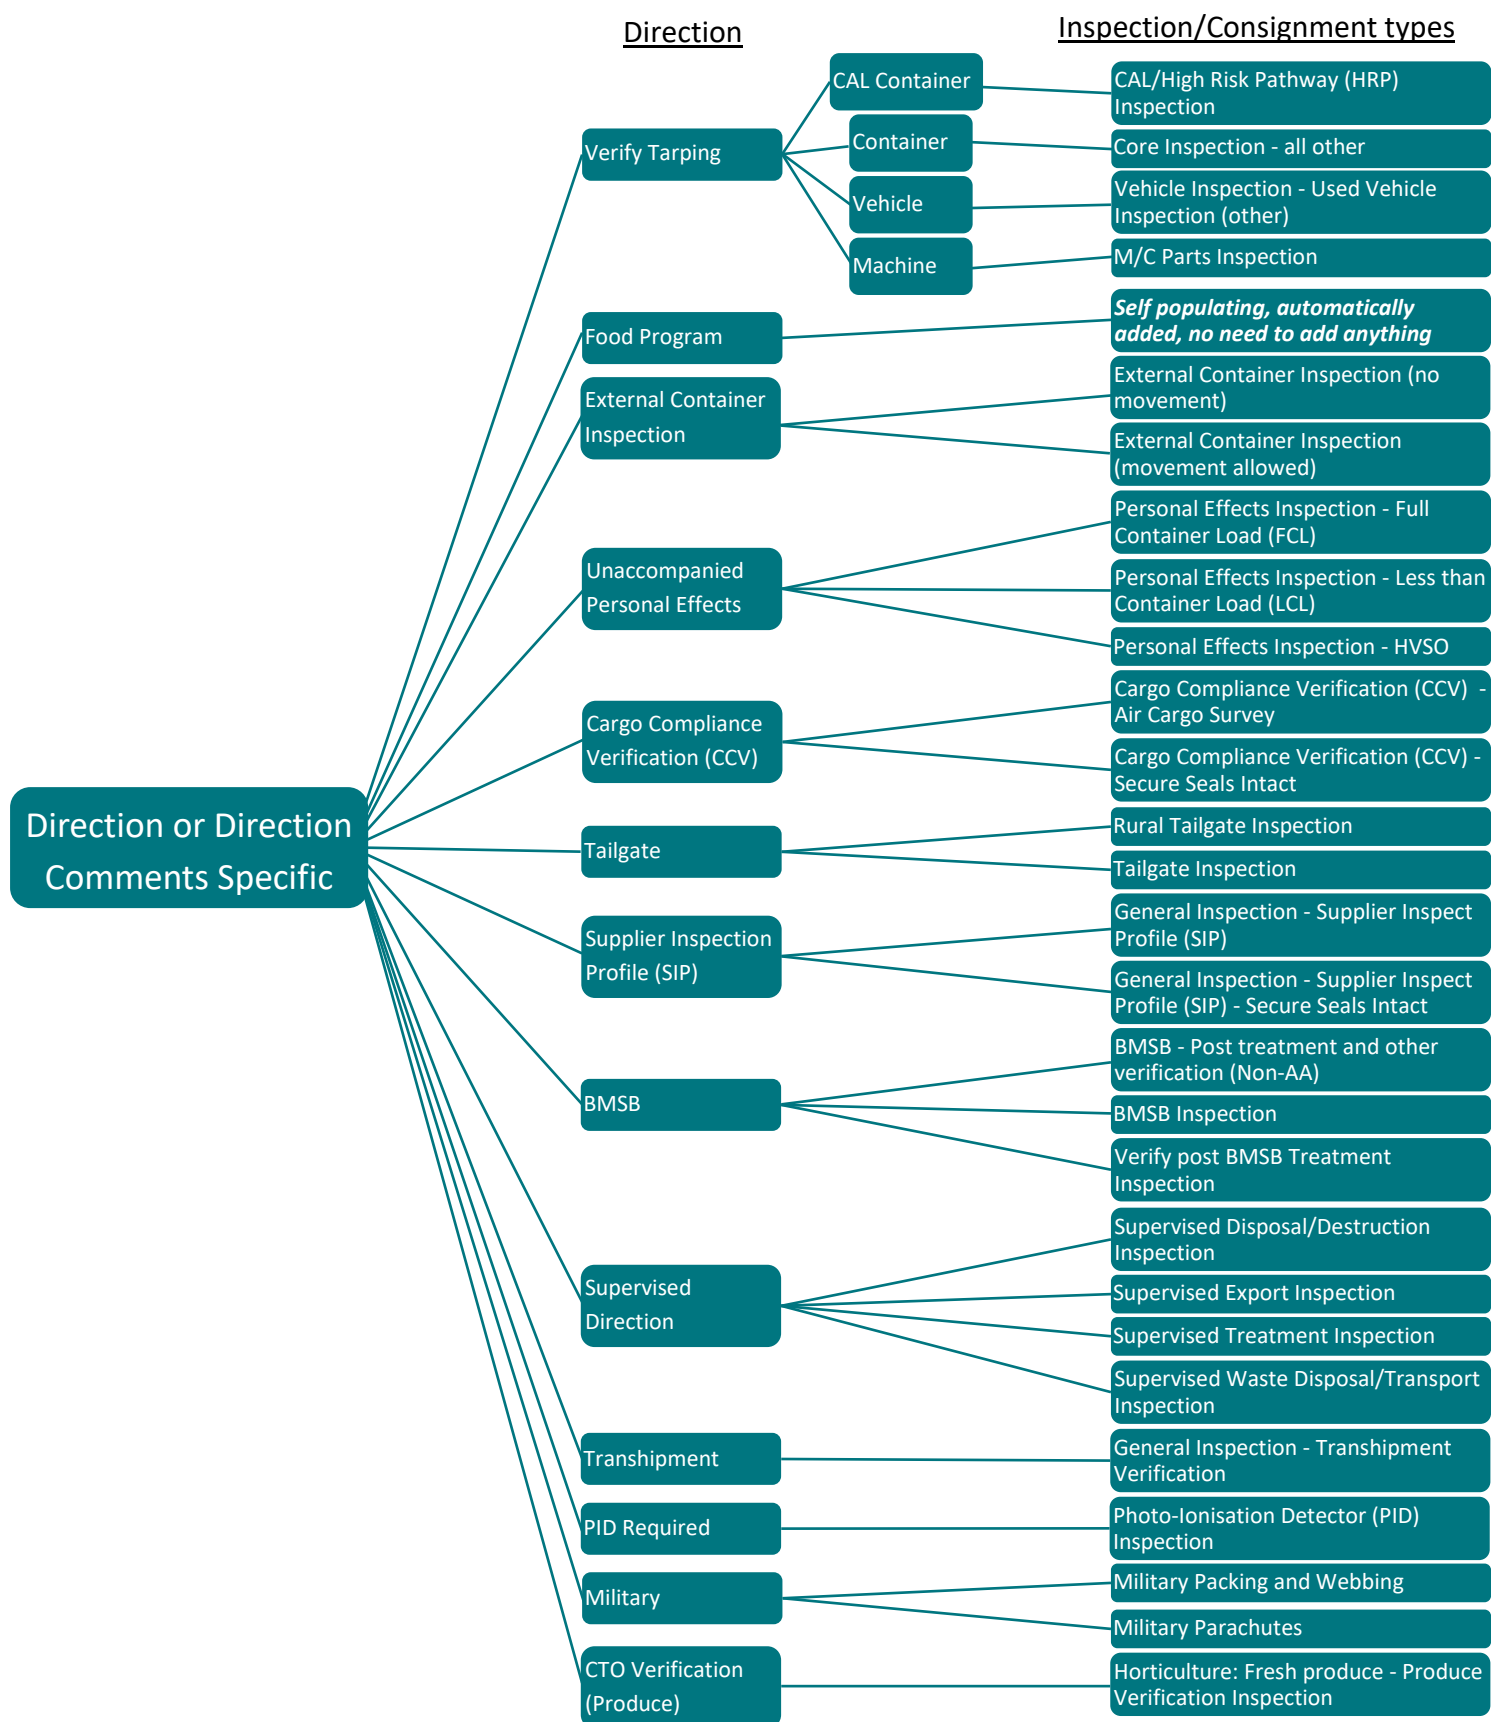 Direction
Inspection/Consignment types
Direction or Direction
Comments Specific
Verify Tarping
CAL Container
CAL/High Risk Pathway (HRP)
Inspection
Container
Core Inspection - all other
Vehicle
Vehicle Inspection - Used Vehicle
Inspection (other)
Machine
M/C Parts Inspection
Food Program
Self populating, automatically
added, no need to add anything
External Container
Inspection
External Container Inspection (no
movement)
External Container Inspection
(movement allowed)
Unaccompanied
Personal Effects
Personal Effects Inspection - Full
Container Load (FCL)
Personal Effects Inspection - Less than
Container Load (LCL)
Personal Effects Inspection - HVSO
Cargo Compliance
Verification (CCV)
Cargo Compliance Verification (CCV)  -
Air Cargo Survey
Cargo Compliance Verification (CCV) -
Secure Seals Intact
Tailgate
Rural Tailgate Inspection
Tailgate Inspection
Supplier Inspection
Profile (SIP)
General Inspection - Supplier Inspect
Profile (SIP)
General Inspection - Supplier Inspect
Profile (SIP) - Secure Seals Intact
BMSB
BMSB - Post treatment and other
verification (Non-AA)
BMSB Inspection
Verify post BMSB Treatment
Inspection
Supervised
Direction
Supervised Disposal/Destruction
Inspection
Supervised Export Inspection
Supervised Treatment Inspection
Supervised Waste Disposal/Transport
Inspection
Transhipment
General Inspection - Transhipment
Verification
PID Required
Photo-Ionisation Detector (PID)
Inspection
Military
Military Packing and Webbing
Military Parachutes
CTO Verification
(Produce)
Horticulture: Fresh produce - Produce
Verification Inspection